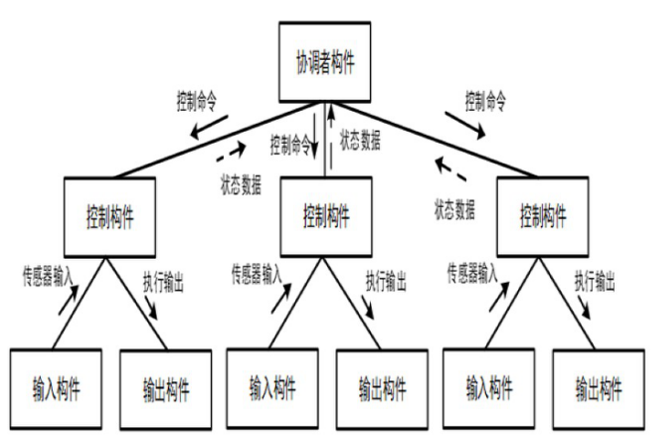 协调者构件
控制命令
控制命令
控制命令
状态数据
状态数据
状态数据
控制构件
控制构件
控制构件
传感器输入
执行输出
传感器输入
执行输出
传感器输入
执行输出
输入构件
输出构件
输入构件
输出构件
输入构件
输出构件